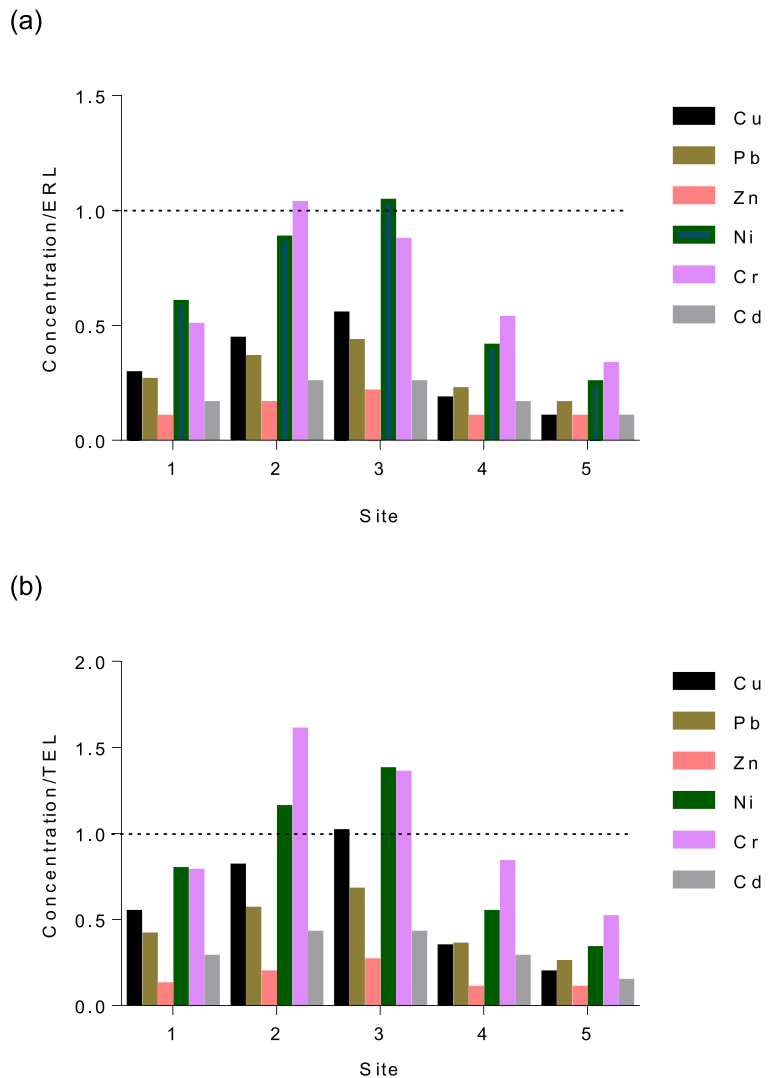 (a)
Concentration/ERL
1.5
1.0
0.5
0.0
1 2 3 4 5
Site
Cu
Pb
Zn
Ni
Cr
Cd
(b)
Concentration/TEL
2.0
1.5
1.0
0.5
0.0
1 2 3 4 5
Site
Cu
Pb
Zn
Ni
Cr
Cd